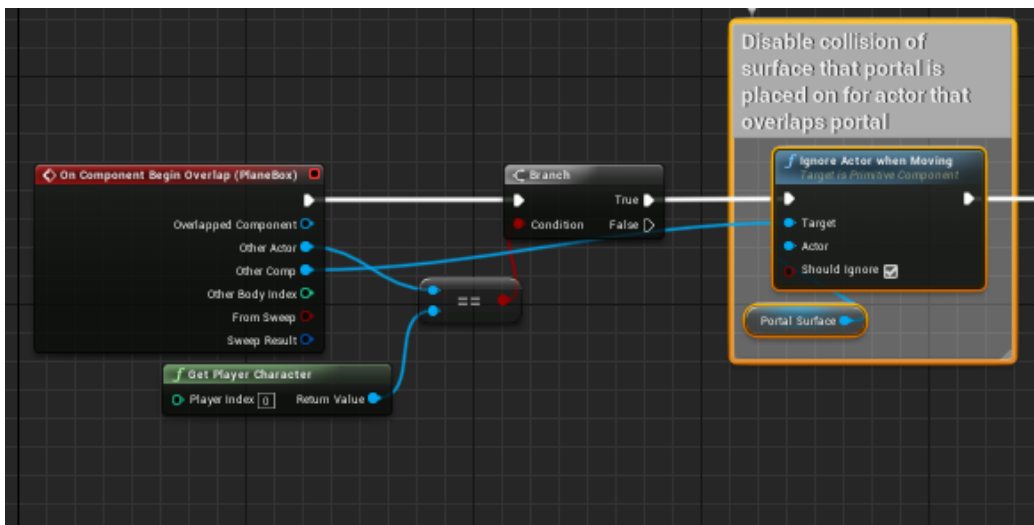 Disable collision of
surface that portal is
placed on for actor that
overlaps portal
On Component Begin Overlap (PlaneBox)
Overlapped Component
Other Actor
Other Comp
Other Body Index
From Sweep
Sweep Result
Branch
True
Condition
False
==
Get Player Character
Player Index 0
Return Value
f Ignore Actor when Moving
Target is Primitive Component
Target
Actor
Should Ignore
Portal Surface